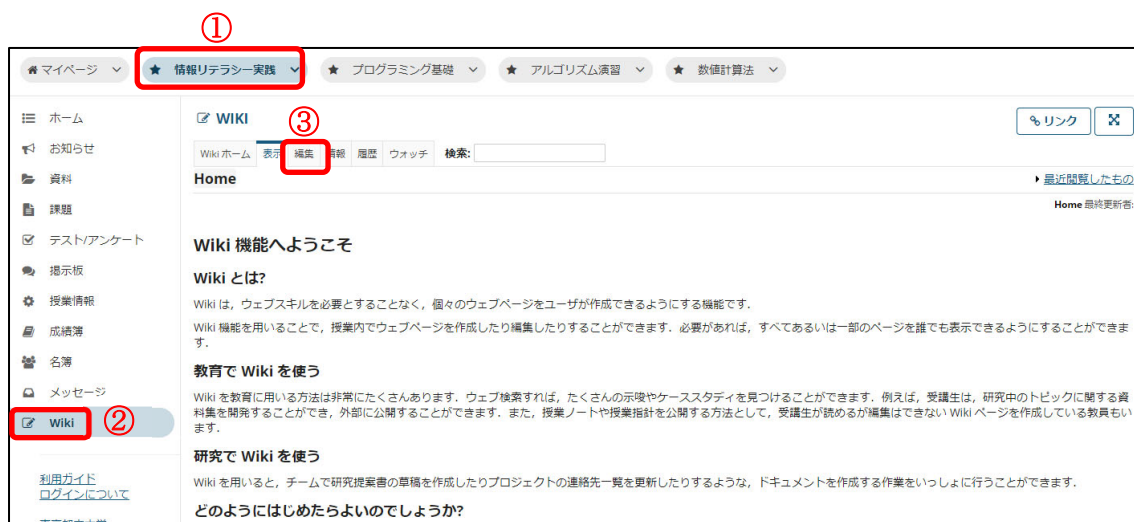 ①
マイページ
情報リテラシー実践
プログラミング基礎
アルゴリズム演習
数値計算法
ホーム
お知らせ
資料
課題
テスト/アンケート
掲示板
授業情報
成績簿
名簿
メッセージ
Wiki
②
利用ガイド
ログインについて
WIKI
③
リンク
Wiki ホーム 表示 編集 情報 履歴 ウォッチ 検索:
Home
最近閲覧したもの
Home 最終更新者:
Wiki 機能へようこそ
Wiki とは?
Wiki は，ウェブスキルを必要とすることなく，個々のウェブページをユーザが作成できるようにする機能です．
Wiki 機能を用いることで，授業内でウェブページを作成したり編集したりすることができます．必要があれば，すべてあるいは一部のページを誰でも表示できるようにすることができま
す．
教育で Wiki を使う
Wiki を教育に用いる方法は非常にたくさんあります．ウェブ検索すれば，たくさんの示唆やケーススタディを見つけることができます．例えば，受講生は，研究中のトピックに関する資
料集を開発することができ，外部に公開することができます．また，授業ノートや授業指針を公開する方法として，受講生が読めるが編集はできない Wiki ページを作成している教員もい
ます．
研究で Wiki を使う
Wiki を用いると，チームで研究提案書の草稿を作成したりプロジェクトの連絡先一覧を更新したりするような，ドキュメントを作成する作業をいっしょに行うことができます．
どのようにはじめたらよいのでしょうか?